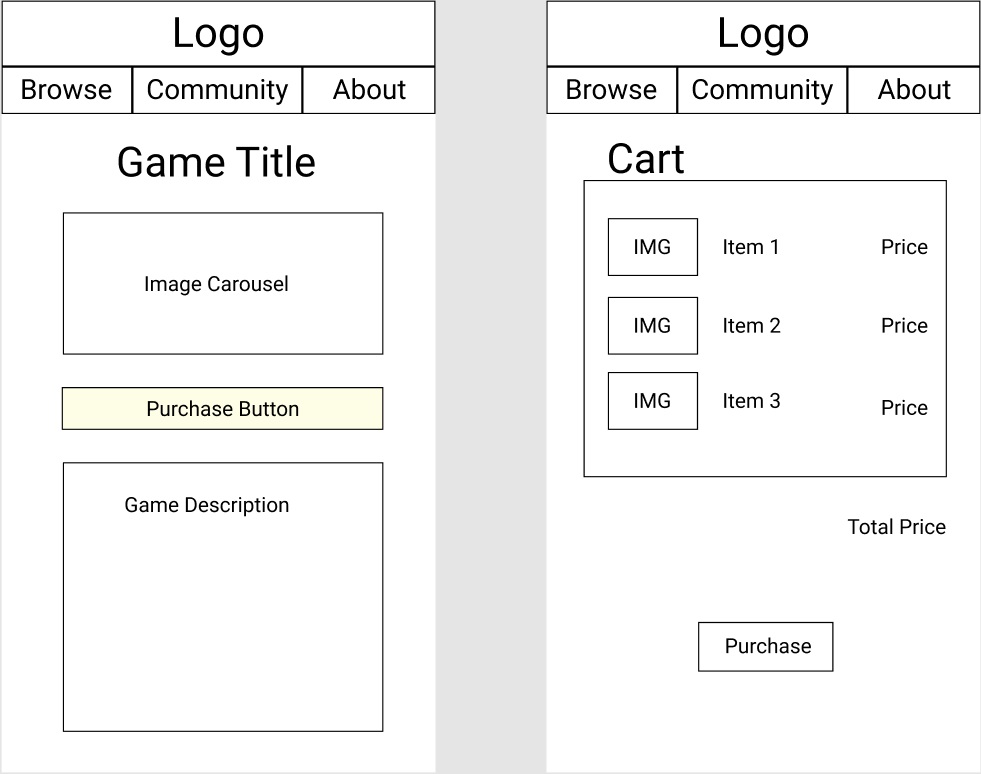 Logo
Browse Community About
Game Title
Image Carousel
Purchase Button
Game Description
Logo
Browse Community About
Cart
IMG Item 1 Price
IMG Item 2 Price
IMG Item 3 Price
Total Price
Purchase